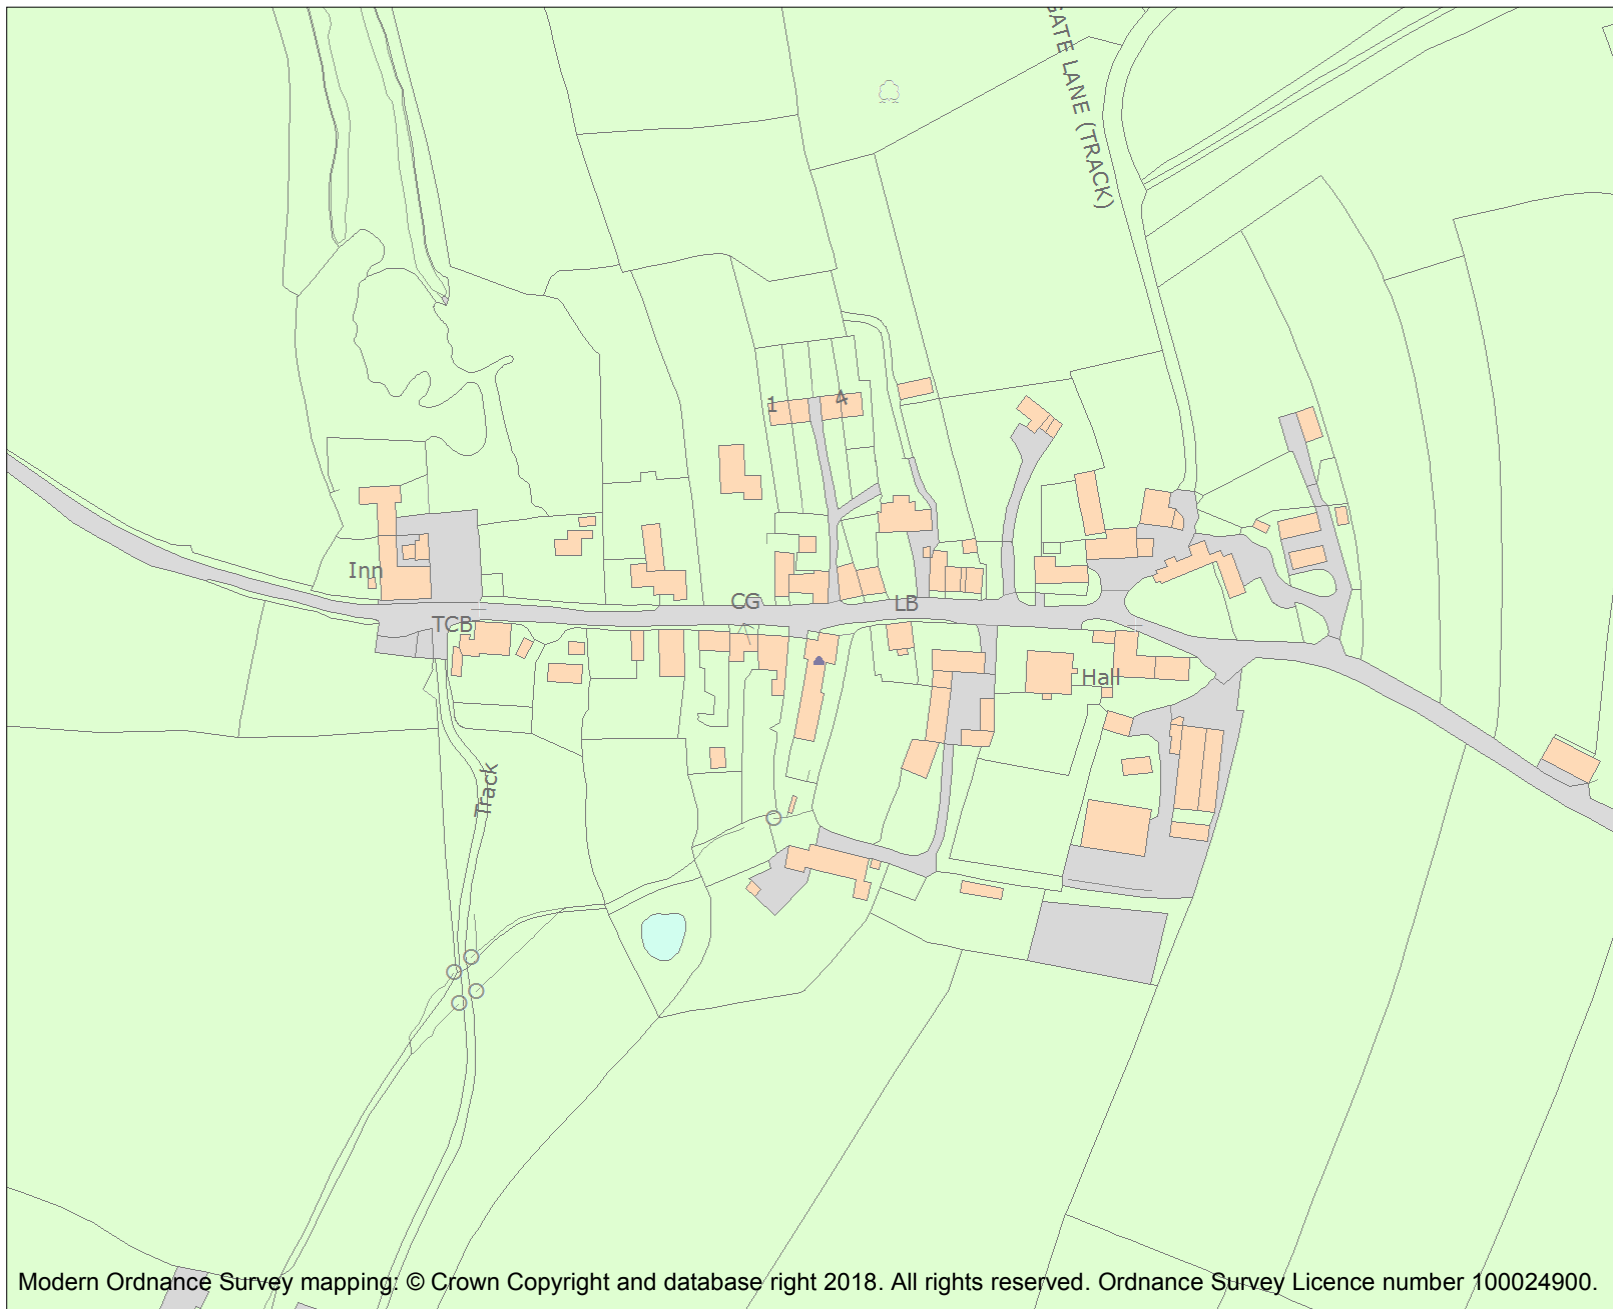 GATE LANE (TRACK)
1
4
Inn
CG
LB
TCB
Hall
Track
Modern Ordnance Survey mapping: © Crown Copyright and database right 2018. All rights reserved. Ordnance Survey Licence number 100024900.